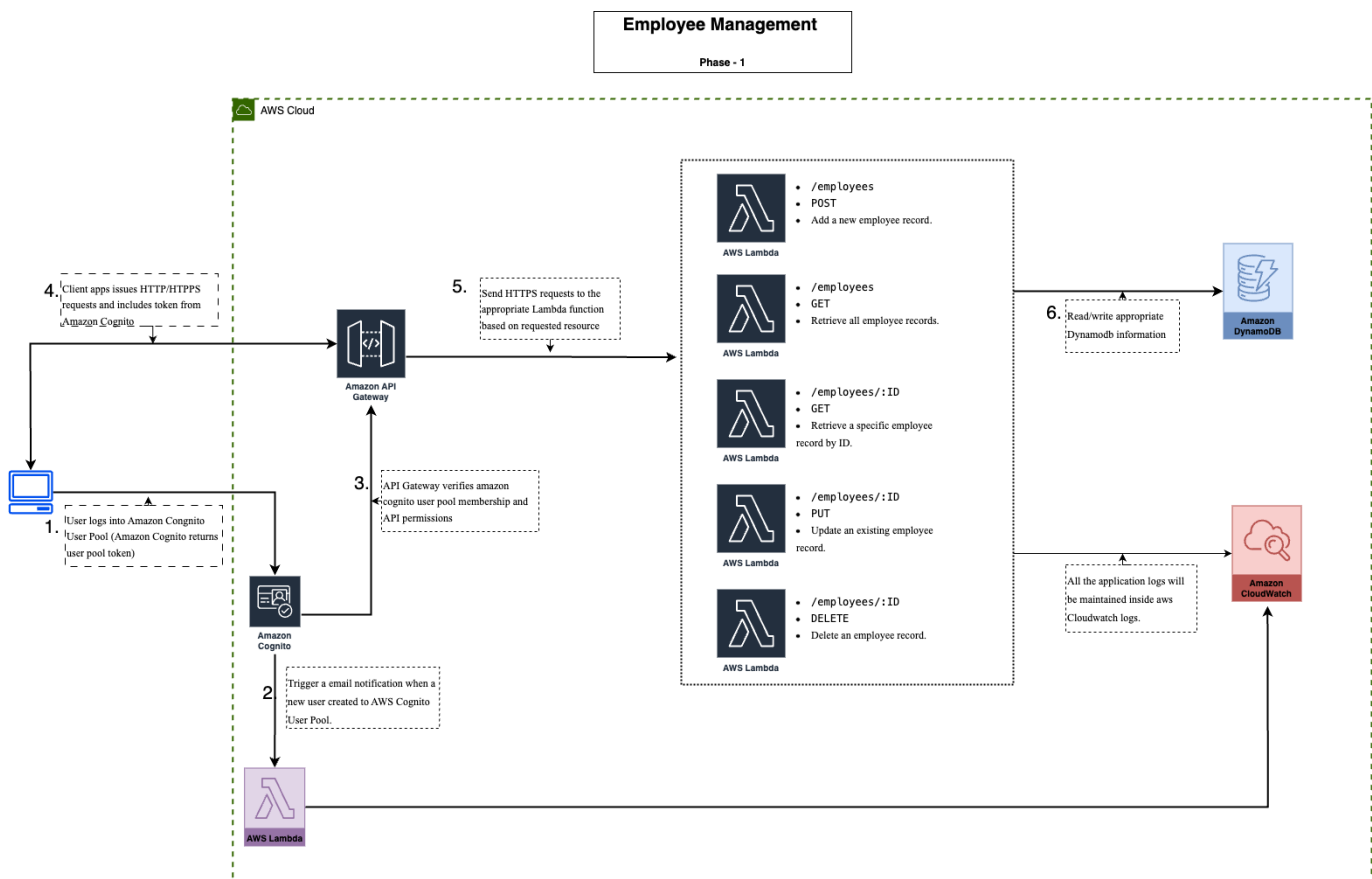 Employee Management
Phase - 1
AWS Cloud
4.
Client apps issues HTTP/HTPPS
requests and includes token from
Amazon Cognito
5.
Send HTTPS requests to the
appropriate Lambda function
based on requested resource
Amazon API
Gateway
3.
API Gateway verifies amazon
cognito user pool membership and
API permissions
1.
User logs into Amazon Congnito
User Pool (Amazon Cognito returns
user pool token)
Amazon
Cognito
2.
Trigger a email notification when a
new user created to AWS Cognito
User Pool.
AWS Lambda
• /employees
• POST
• Add a new employee record.
AWS Lambda
• /employees
• GET
• Retrieve all employee records.
AWS Lambda
• /employees/:ID
• GET
• Retrieve a specific employee
record by ID.
AWS Lambda
• /employees/:ID
• PUT
• Update an existing employee
record.
AWS Lambda
• /employees/:ID
• DELETE
• Delete an employee record.
AWS Lambda
6.
Read/write appropriate
Dynamodb information
Amazon
DynamoDB
All the application logs will
be maintained inside aws
Cloudwatch logs.
Amazon
CloudWatch